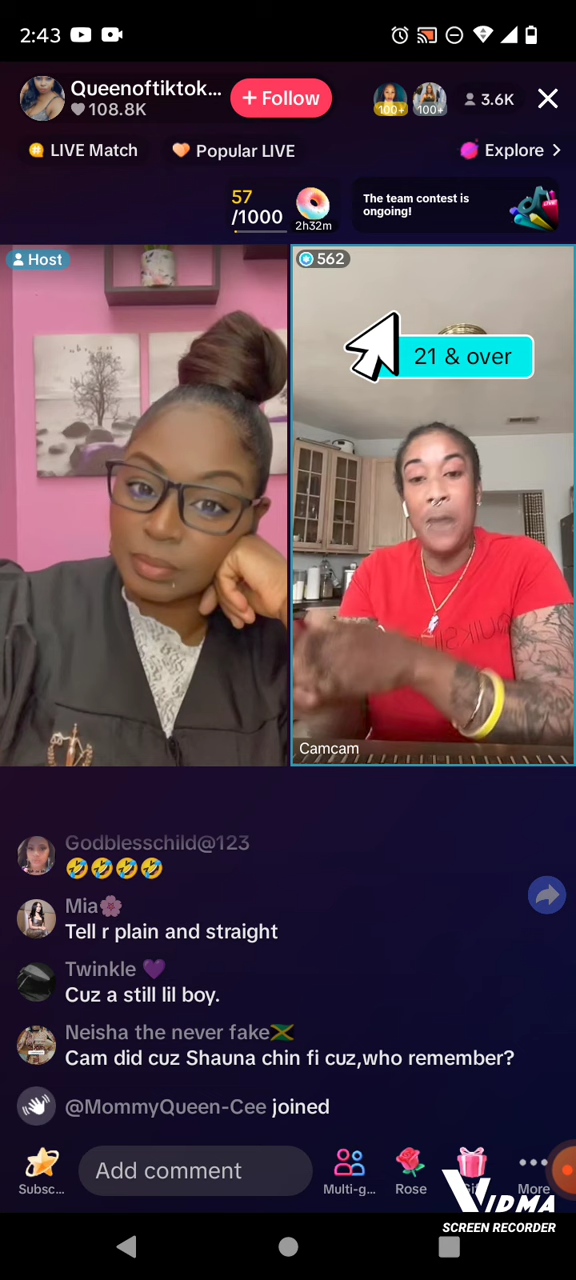 2:43
Queenoftiktok...
108.8K
+ Follow
100+
100+
3.6K
LIVE Match
Popular LIVE
Explore >
57
/1000
2h32m
The team contest is
ongoing!
Host
562
21 & over
Camcam
Godblesschild@123
🤣🤣🤣🤣
Mia🌸
Tell r plain and straight
Twinkle 💜
Cuz a still lil boy.
Neisha the never fake🇯🇲
Cam did cuz Shauna chin fi cuz,who remember?
@MommyQueen-Cee joined
Subsc...
Add comment
Multi-g...
Rose
More
VIDMA
SCREEN RECORDER